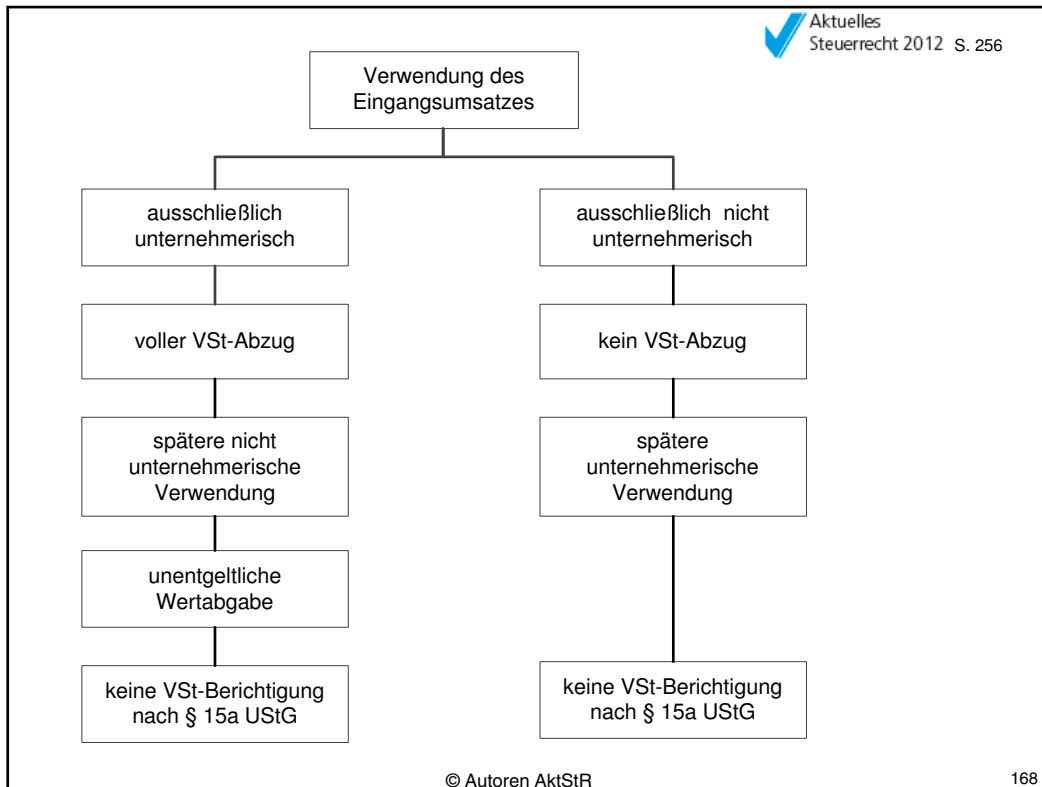 Aktuelles
Steuerrecht 2012 S. 256
Verwendung des
Eingangsumsatzes
ausschließlich
unternehmerisch
voller VSt-Abzug
spätere nicht
unternehmerische
Verwendung
unentgeltliche
Wertabgabe
keine VSt-Berichtigung
nach § 15a UStG
ausschließlich nicht
unternehmerisch
kein VSt-Abzug
spätere
unternehmerische
Verwendung
keine VSt-Berichtigung
nach § 15a UStG
© Autoren AktStR
168